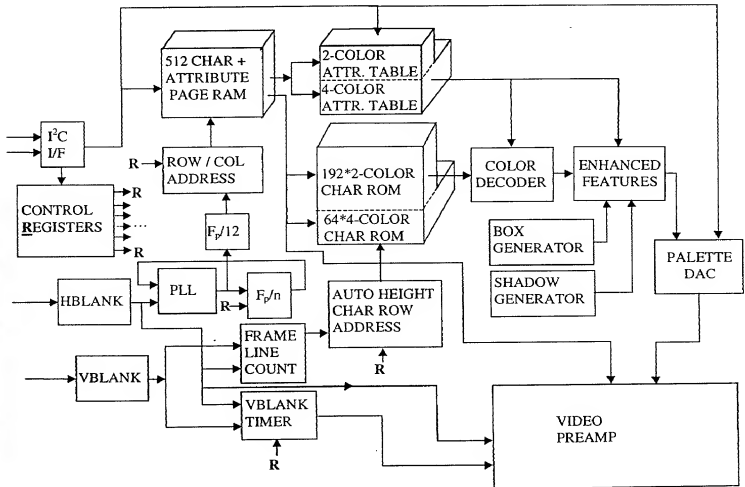 512 CHAR +
ATTRIBUTE
PAGE RAM
2-COLOR
ATTR. TABLE
4-COLOR
ATTR. TABLE
I²C
I/F
R
ROW / COL
ADDRESS
192*2-COLOR
CHAR ROM
64*4-COLOR
CHAR ROM
COLOR
DECODER
ENHANCED
FEATURES
CONTROL
REGISTERS
R
...
R
Fp/12
BOX
GENERATOR
SHADOW
GENERATOR
PALETTE
DAC
HBLANK
PLL
R
Fp/n
AUTO HEIGHT
CHAR ROW
ADDRESS
R
FRAME
LINE
COUNT
VBLANK
VBLANK
TIMER
R
VIDEO
PREAMP